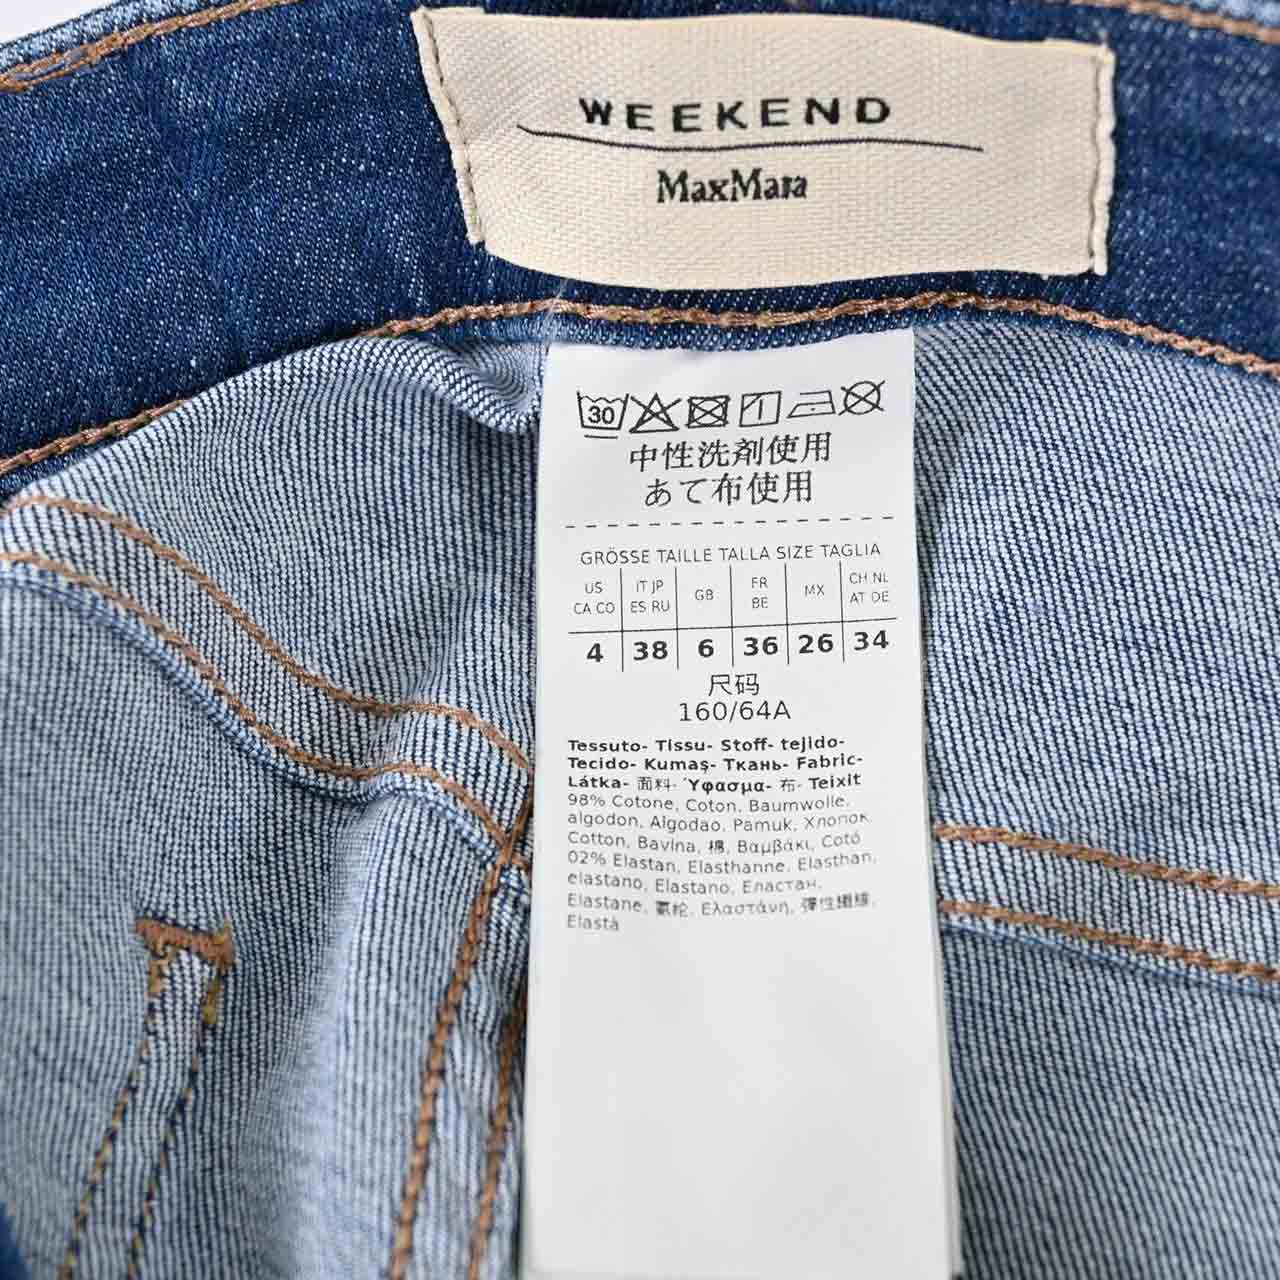 WEEKEND
MaxMara
30
中性洗剤使用
あて布使用
GRÖSSE TAILLE TALLA SIZE TAGLIA
US CA CO | IT JP ES RU | GB | FR BE | MX | CH NL AT DE
4 | 38 | 6 | 36 | 26 | 34
尺码
160/64A
Tessuto- Tissu- Stoff- tejido-
Tecido- Kumaş- Ткань- Fabric-
Látka- 面料- Ύφασμα- 布- Teixit
98% Cotone, Coton, Baumwolle,
algodon, Algodao, Pamuk, Хлопок,
Cotton, Bavlna, 棉, Βαμβάκι, Cotó
02% Elastan, Elasthanne, Elasthan,
elastano, Elastano, Еластан,
Elastane, 氨纶, Ελαστάνη, 彈性纖維,
Elastà